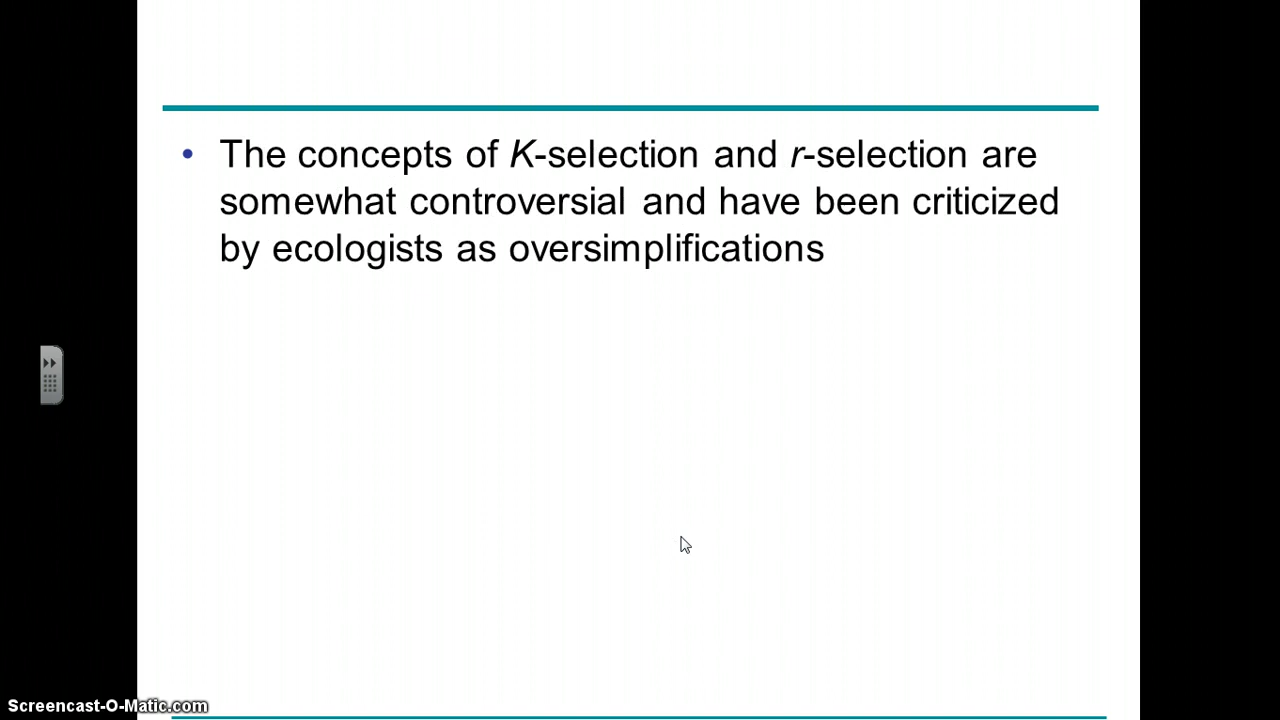 • The concepts of K-selection and r-selection are
somewhat controversial and have been criticized
by ecologists as oversimplifications
Screencast-O-Matic.com